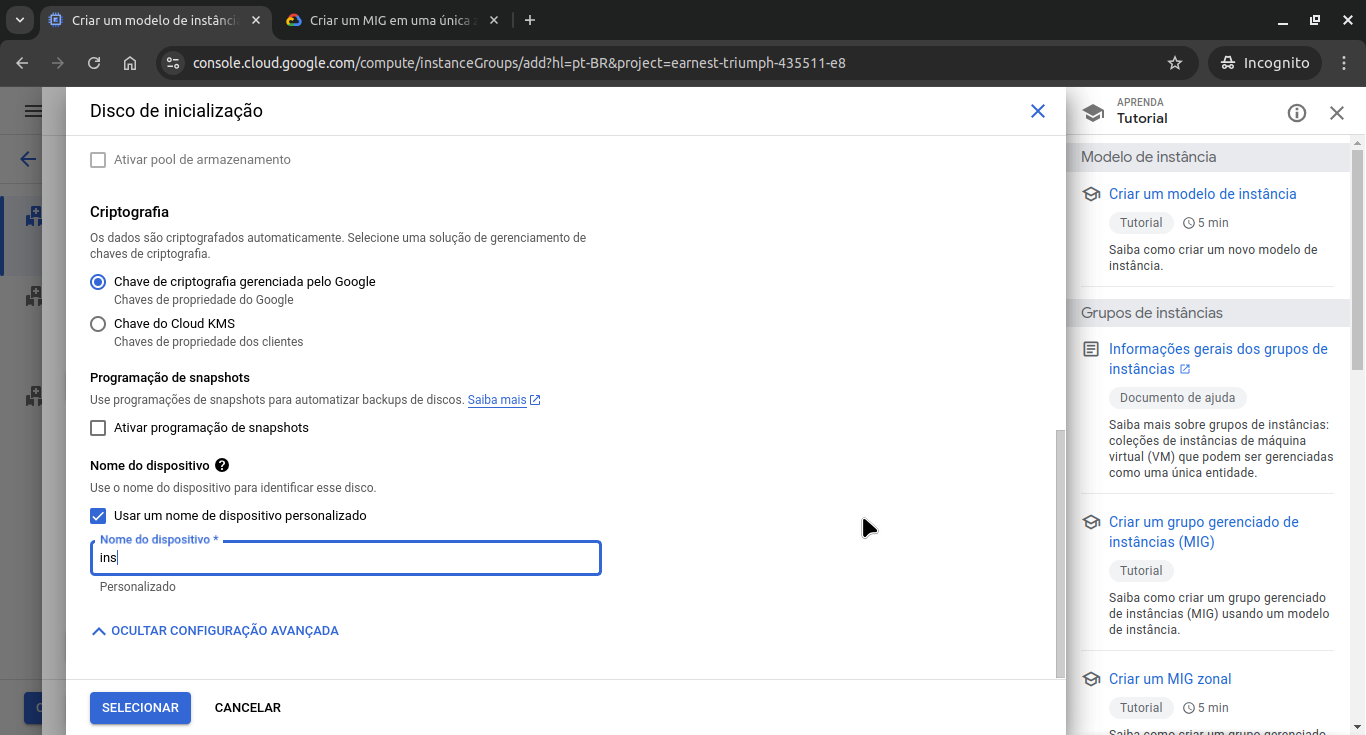 Criar um modelo de instânci
Criar um MIG em uma única
console.cloud.google.com/compute/instanceGroups/add?hl=pt-BR&project=earnest-triumph-435511-e8
Incognito
Disco de inicialização
Ativar pool de armazenamento
Criptografia
Os dados são criptografados automaticamente. Selecione uma solução de gerenciamento de
chaves de criptografia.
Chave de criptografia gerenciada pelo Google
Chaves de propriedade do Google
Chave do Cloud KMS
Chaves de propriedade dos clientes
Programação de snapshots
Use programações de snapshots para automatizar backups de discos. Saiba mais
Ativar programação de snapshots
Nome do dispositivo
Use o nome do dispositivo para identificar esse disco.
Usar um nome de dispositivo personalizado
Nome do dispositivo *
ins
Personalizado
OCULTAR CONFIGURAÇÃO AVANÇADA
SELECIONAR
CANCELAR
APRENDA
Tutorial
Modelo de instância
Criar um modelo de instância
Tutorial
5 min
Saiba como criar um novo modelo de
instância.
Grupos de instâncias
Informações gerais dos grupos de
instâncias
Documento de ajuda
Saiba mais sobre grupos de instâncias:
coleções de instâncias de máquina
virtual (VM) que podem ser gerenciadas
como uma única entidade.
Criar um grupo gerenciado de
instâncias (MIG)
Tutorial
Saiba como criar um grupo gerenciado
de instâncias (MIG) usando um modelo
de instância.
Criar um MIG zonal
Tutorial
5 min
Saiba como criar um grupo gerenciado